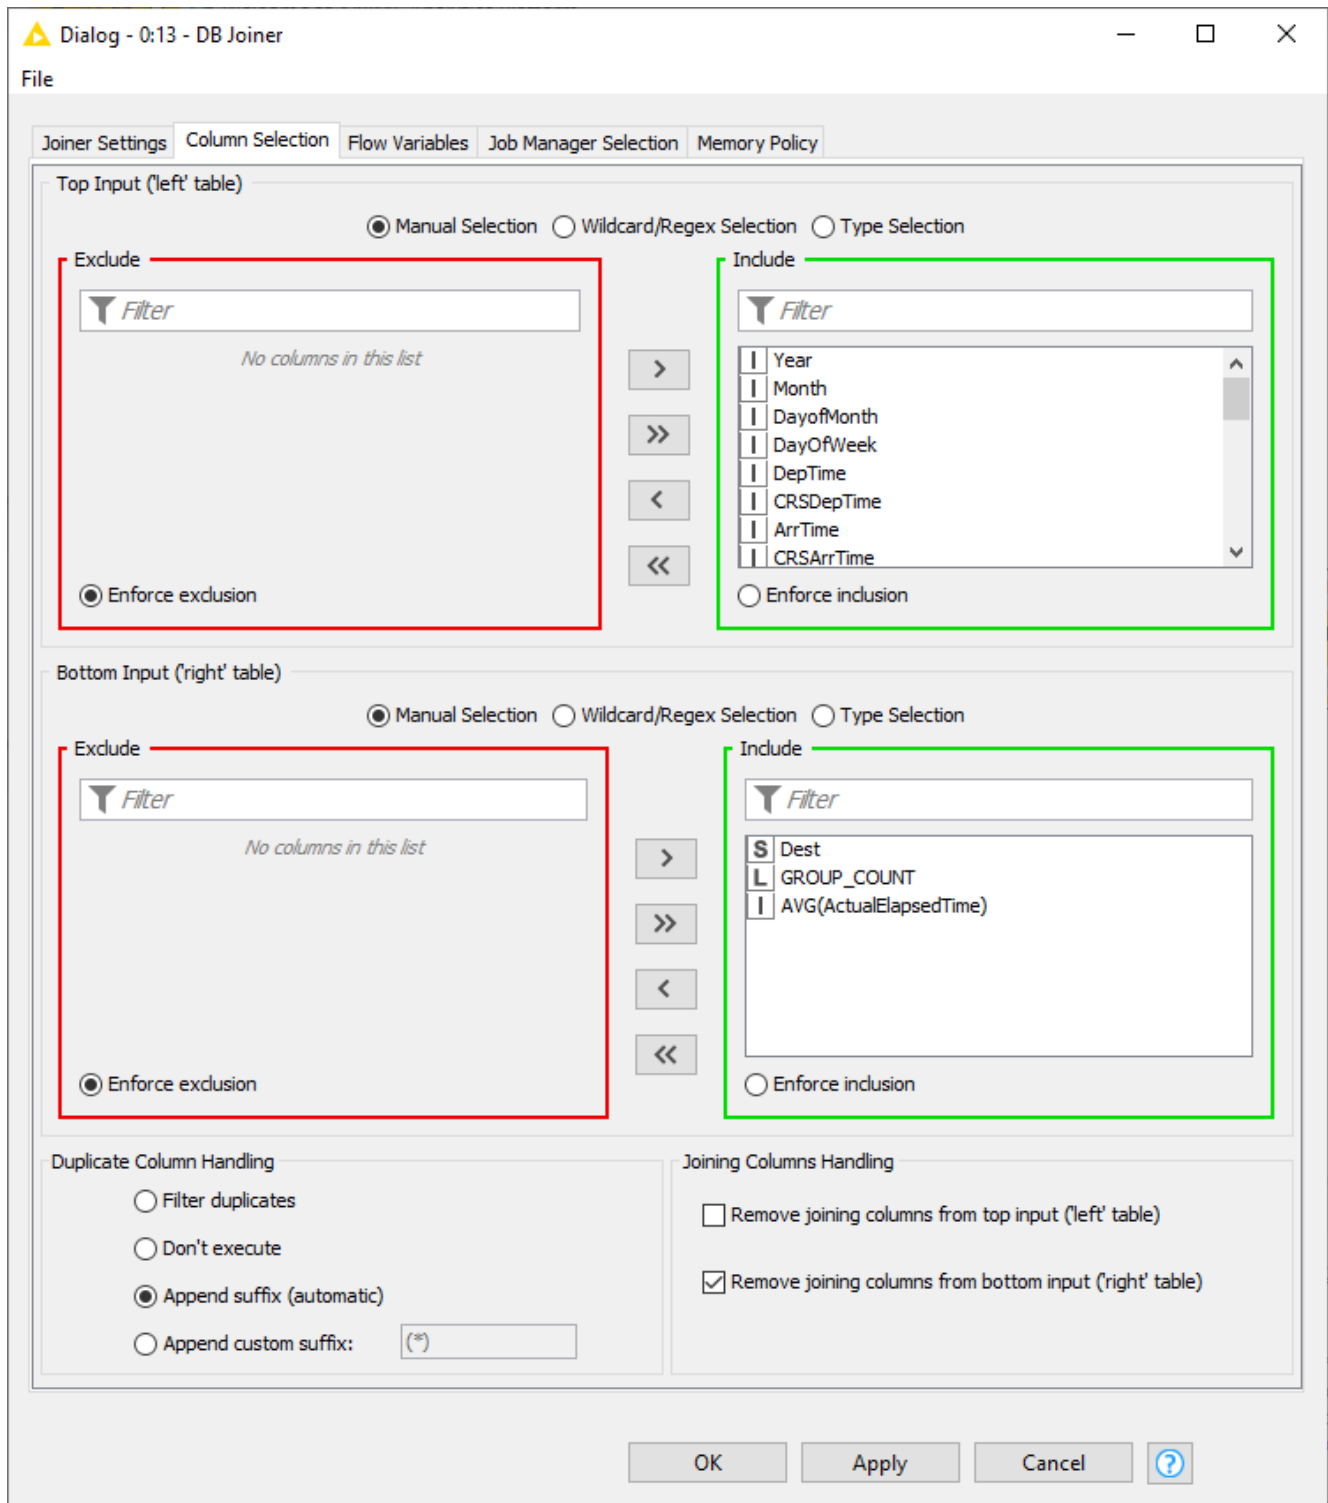 Dialog - 0:13 - DB Joiner
File
Joiner Settings Column Selection Flow Variables Job Manager Selection Memory Policy
Top Input ('left' table)
Manual Selection Wildcard/Regex Selection Type Selection
Exclude Include
Filter Filter
No columns in this list
I Year
I Month
I DayofMonth
I DayOfWeek
I DepTime
I CRSDepTime
I ArrTime
I CRSArrTime
>
>>
<
<<
Enforce exclusion Enforce inclusion
Bottom Input ('right' table)
Manual Selection Wildcard/Regex Selection Type Selection
Exclude Include
Filter Filter
No columns in this list
S Dest
L GROUP_COUNT
I AVG(ActualElapsedTime)
>
>>
<
<<
Enforce exclusion Enforce inclusion
Duplicate Column Handling
Filter duplicates
Don't execute
Append suffix (automatic)
Append custom suffix: (*)
Joining Columns Handling
Remove joining columns from top input ('left' table)
Remove joining columns from bottom input ('right' table)
OK Apply Cancel ?